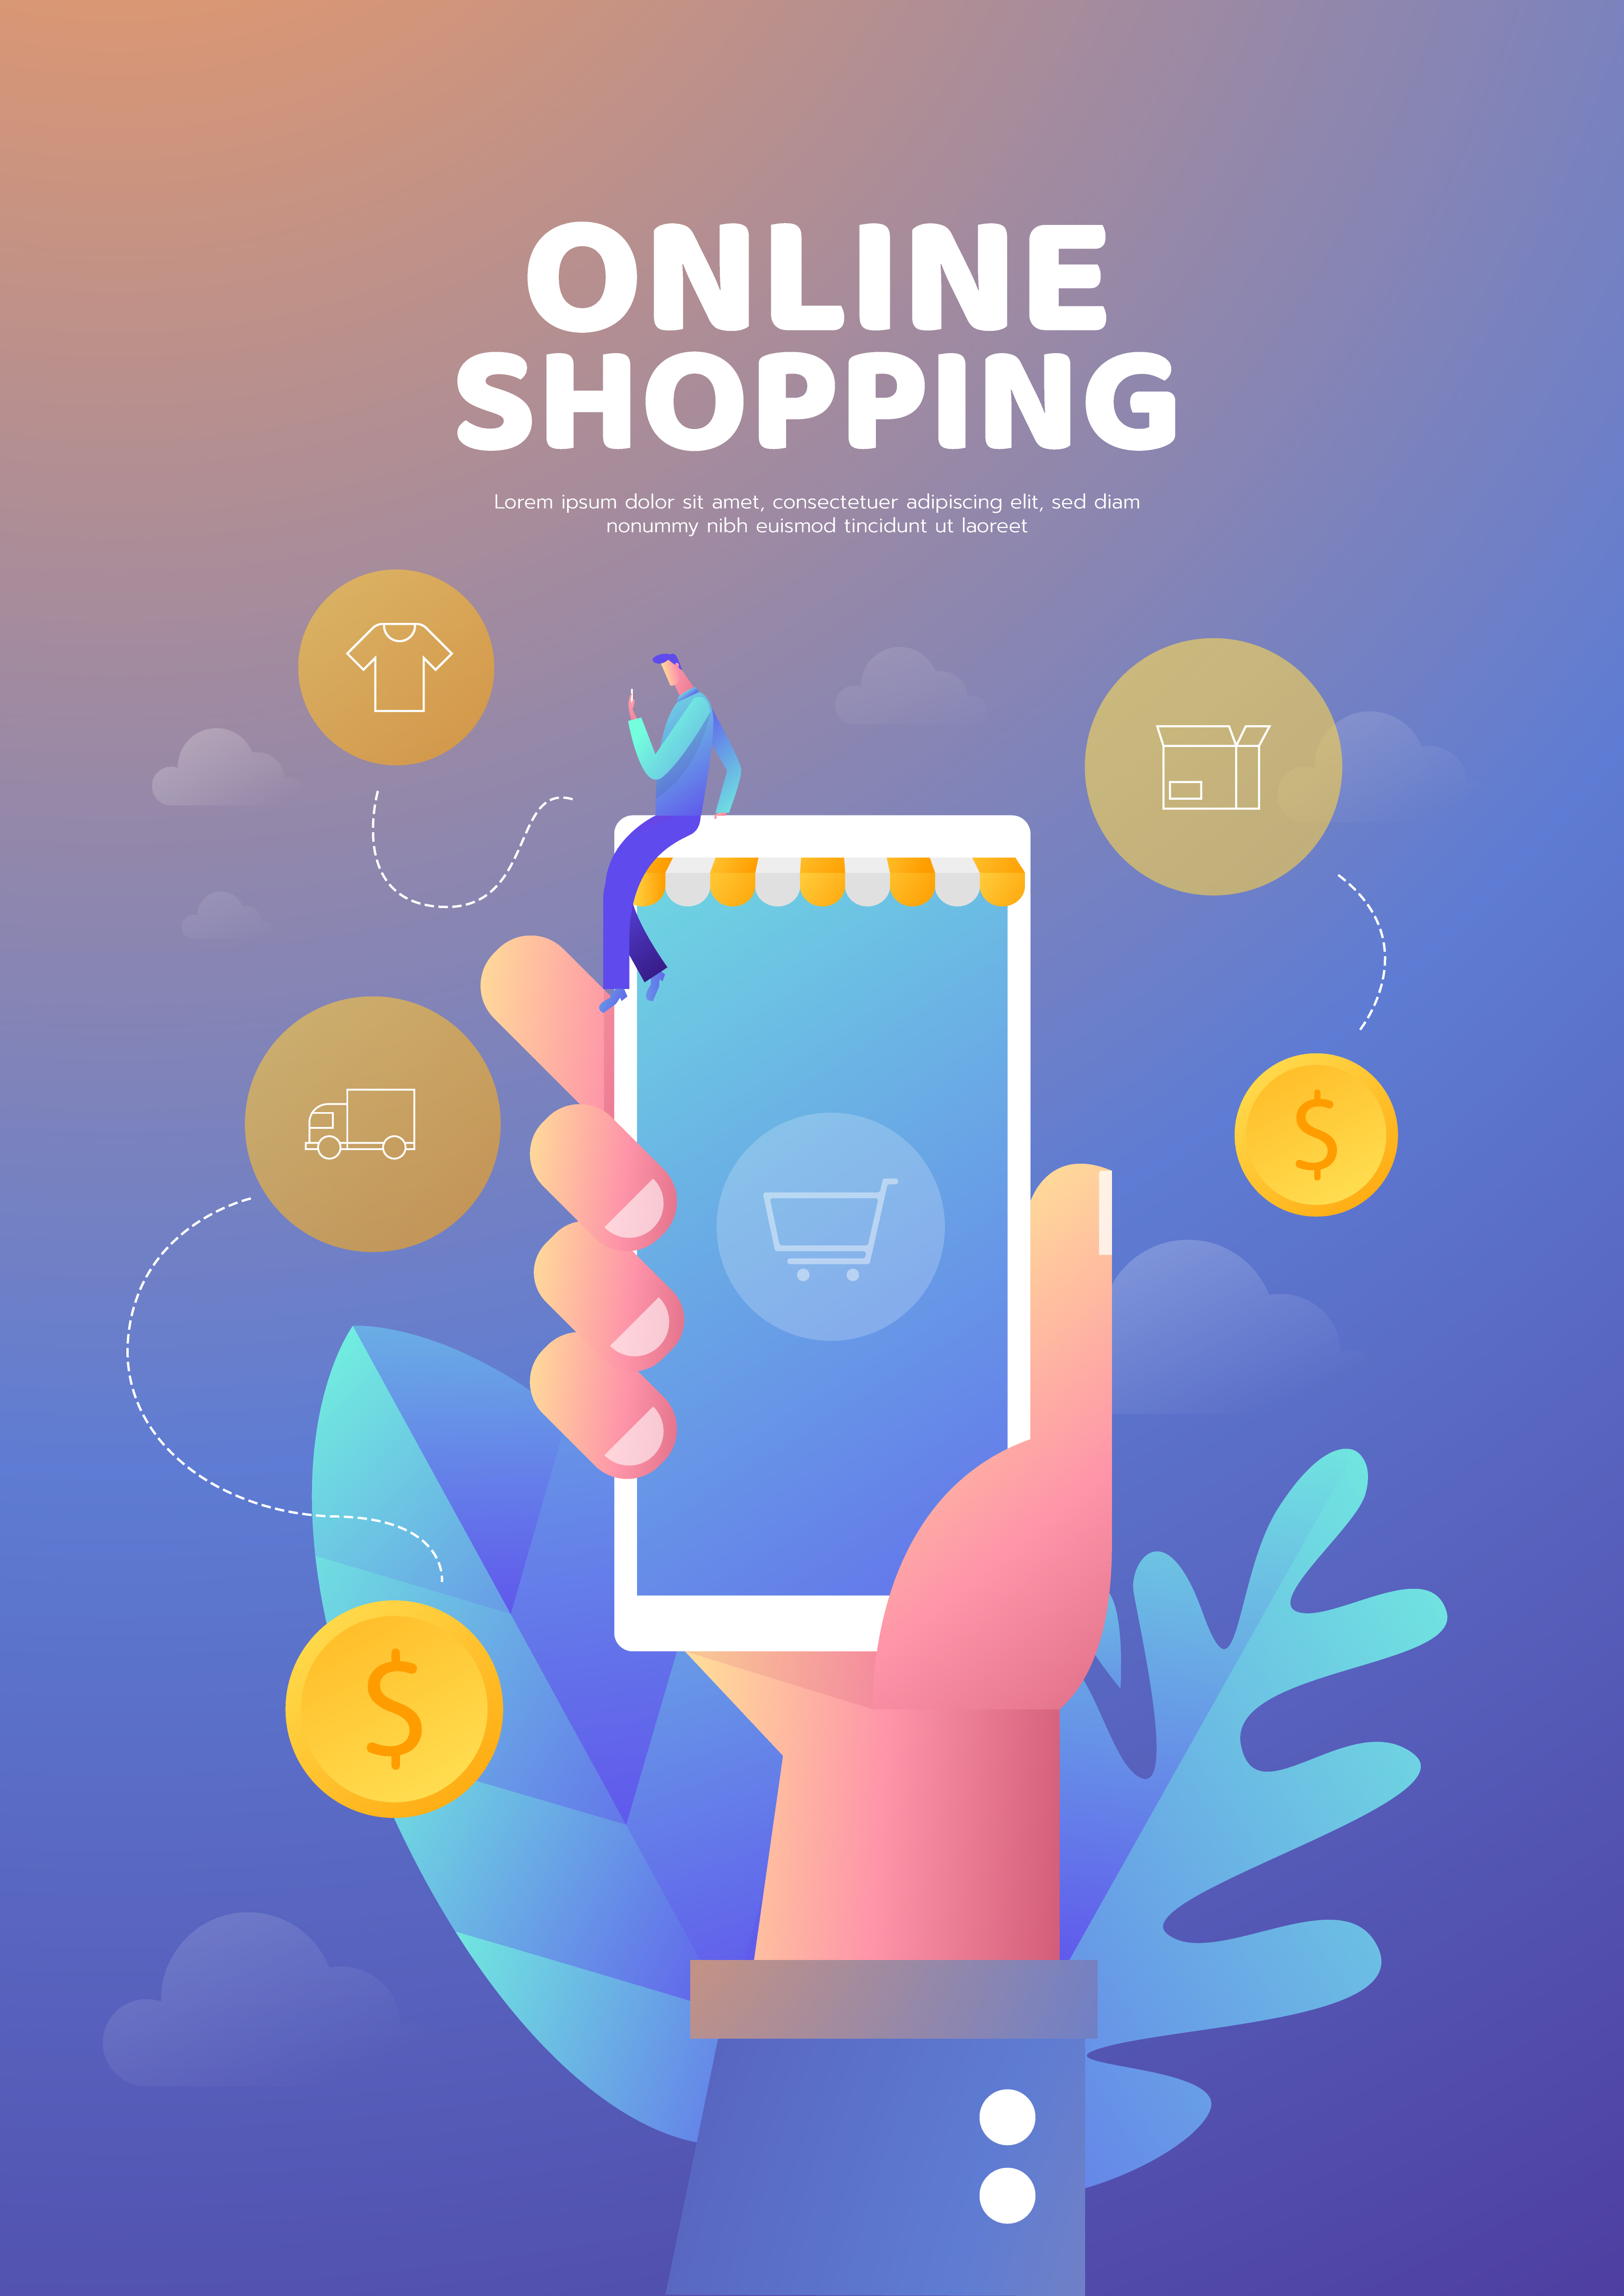 ONLINE
SHOPPING
Lorem ipsum dolor sit amet, consectetuer adipiscing elit, sed diam
nonummy nibh euismod tincidunt ut laoreet
$
$